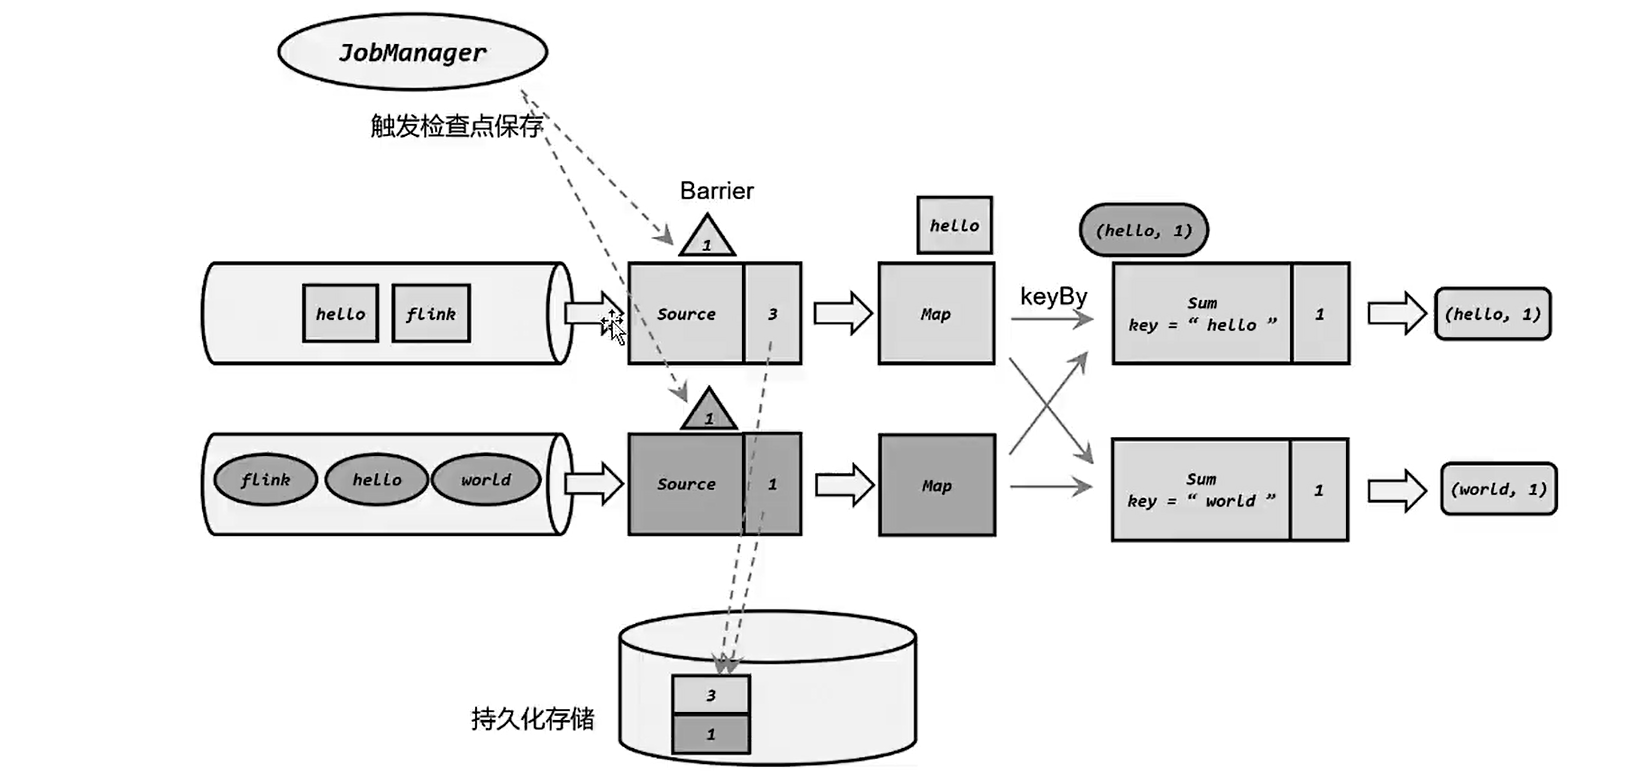 JobManager
触发检查点保存
Barrier
1
hello
(hello, 1)
hello
flink
Source
3
Map
keyBy
Sum
key = “ hello ”
1
(hello, 1)
1
flink
hello
world
Source
1
Map
Sum
key = “ world ”
1
(world, 1)
3
持久化存储
1